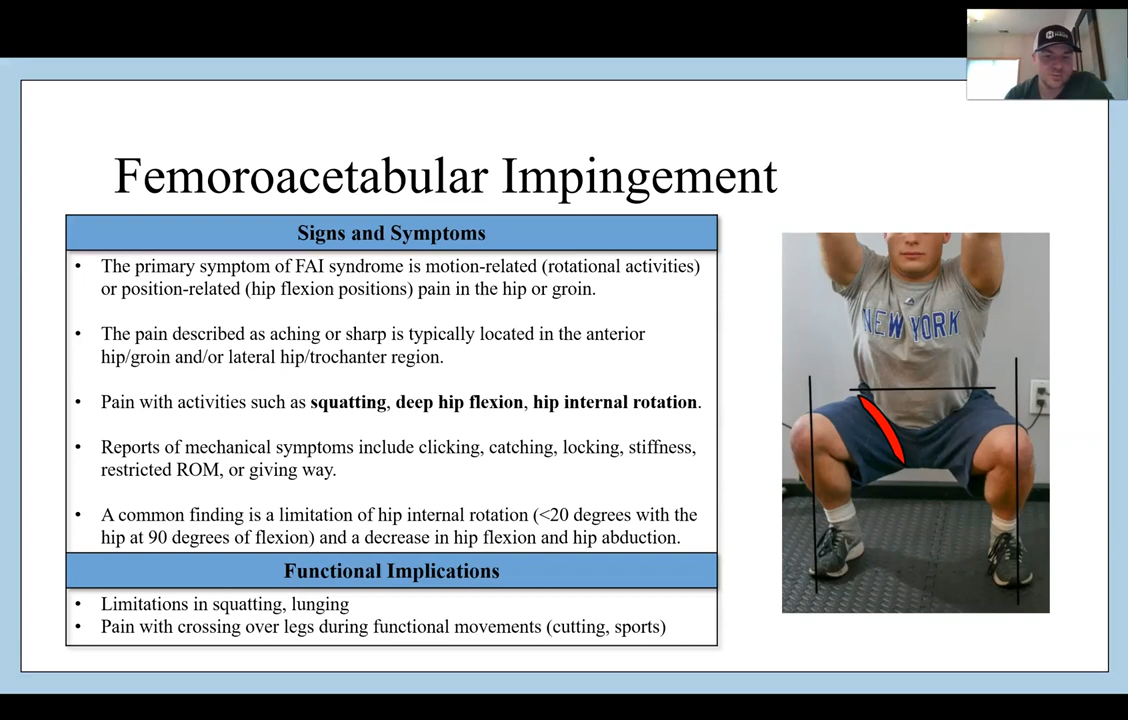 Femoroacetabular Impingement
Signs and Symptoms
• The primary symptom of FAI syndrome is motion-related (rotational activities)
or position-related (hip flexion positions) pain in the hip or groin.
• The pain described as aching or sharp is typically located in the anterior
hip/groin and/or lateral hip/trochanter region.
• Pain with activities such as squatting, deep hip flexion, hip internal rotation.
• Reports of mechanical symptoms include clicking, catching, locking, stiffness,
restricted ROM, or giving way.
• A common finding is a limitation of hip internal rotation (<20 degrees with the
hip at 90 degrees of flexion) and a decrease in hip flexion and hip abduction.
Functional Implications
• Limitations in squatting, lunging
• Pain with crossing over legs during functional movements (cutting, sports)
NEW YORK